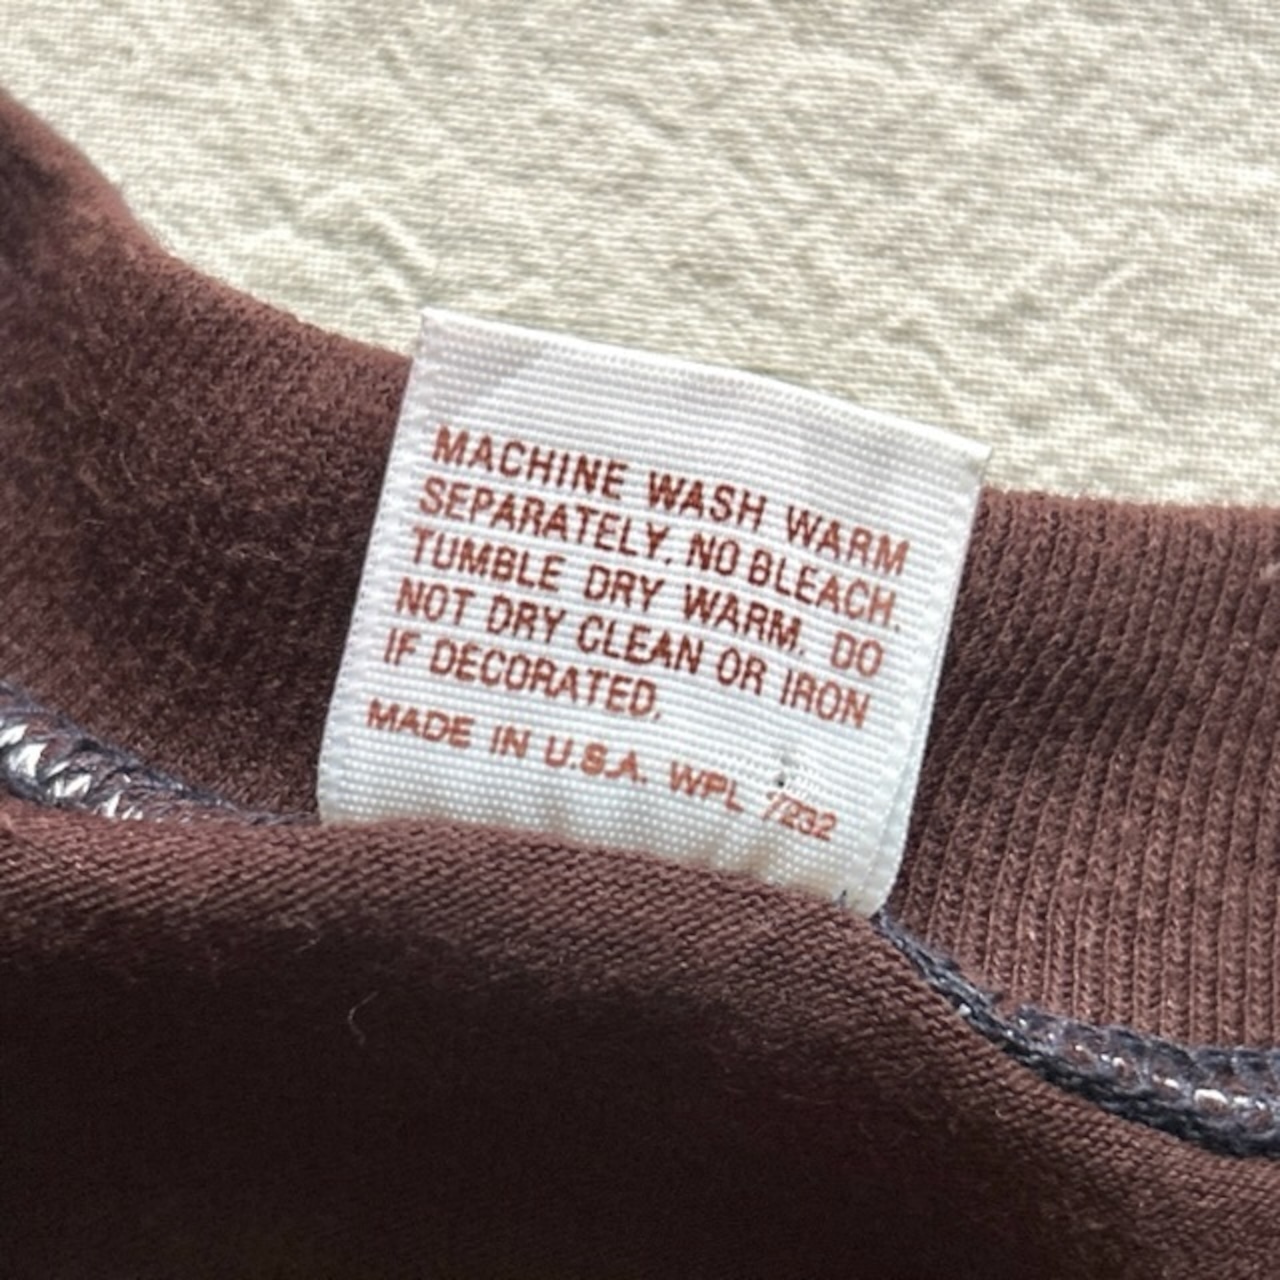 MACHINE WASH WARM
SEPARATELY. NO BLEACH.
TUMBLE DRY WARM. DO
NOT DRY CLEAN OR IRON
IF DECORATED.
MADE IN U.S.A. WPL 7232